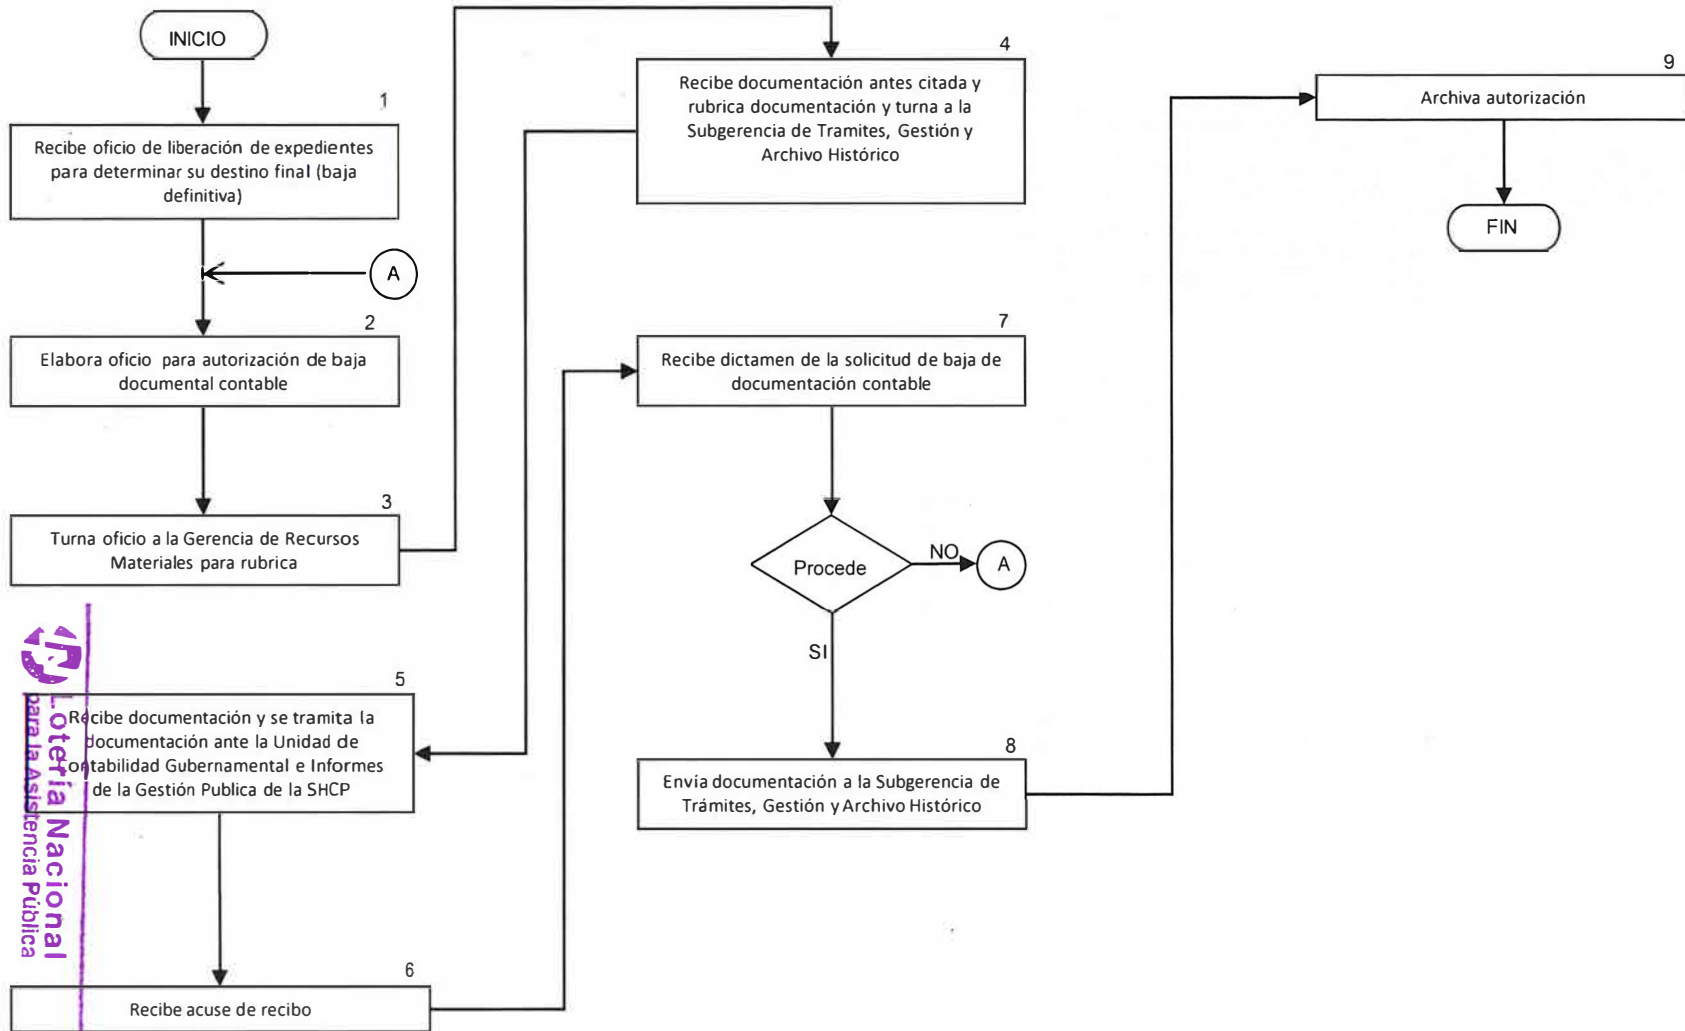 INICIO
1
Recibe oficio de liberación de expedientes
para determinar su destino final (baja
definitiva)
A
2
Elabora oficio para autorización de baja
documental contable
3
Turna oficio a la Gerencia de Recursos
Materiales para rubrica
4
Recibe documentación antes citada y
rubrica documentación y turna a la
Subgerencia de Tramites, Gestión y
Archivo Histórico
5
Recibe documentación y se tramita la
documentación ante la Unidad de
Contabilidad Gubernamental e Informes
de la Gestión Publica de la SHCP
6
Recibe acuse de recibo
7
Recibe dictamen de la solicitud de baja de
documentación contable
Procede
NO
A
SI
8
Envía documentación a la Subgerencia de
Trámites, Gestión y Archivo Histórico
9
Archiva autorización
FIN
Lotería Nacional
para la Asistencia Pública